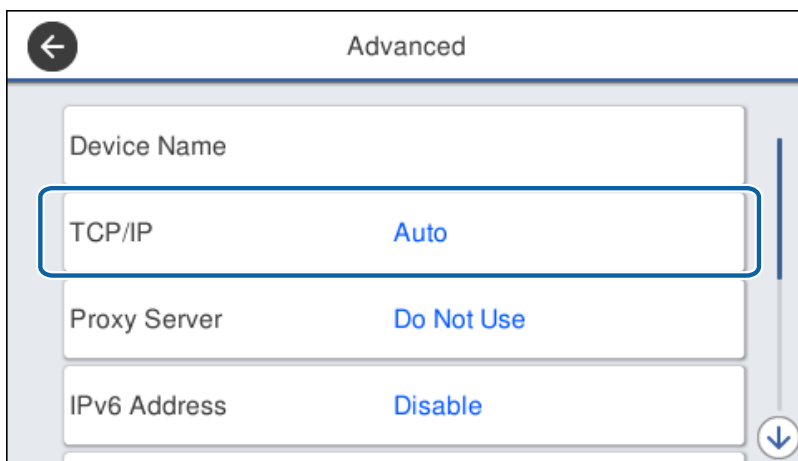 Advanced
Device Name
TCP/IP Auto
Proxy Server Do Not Use
IPv6 Address Disable